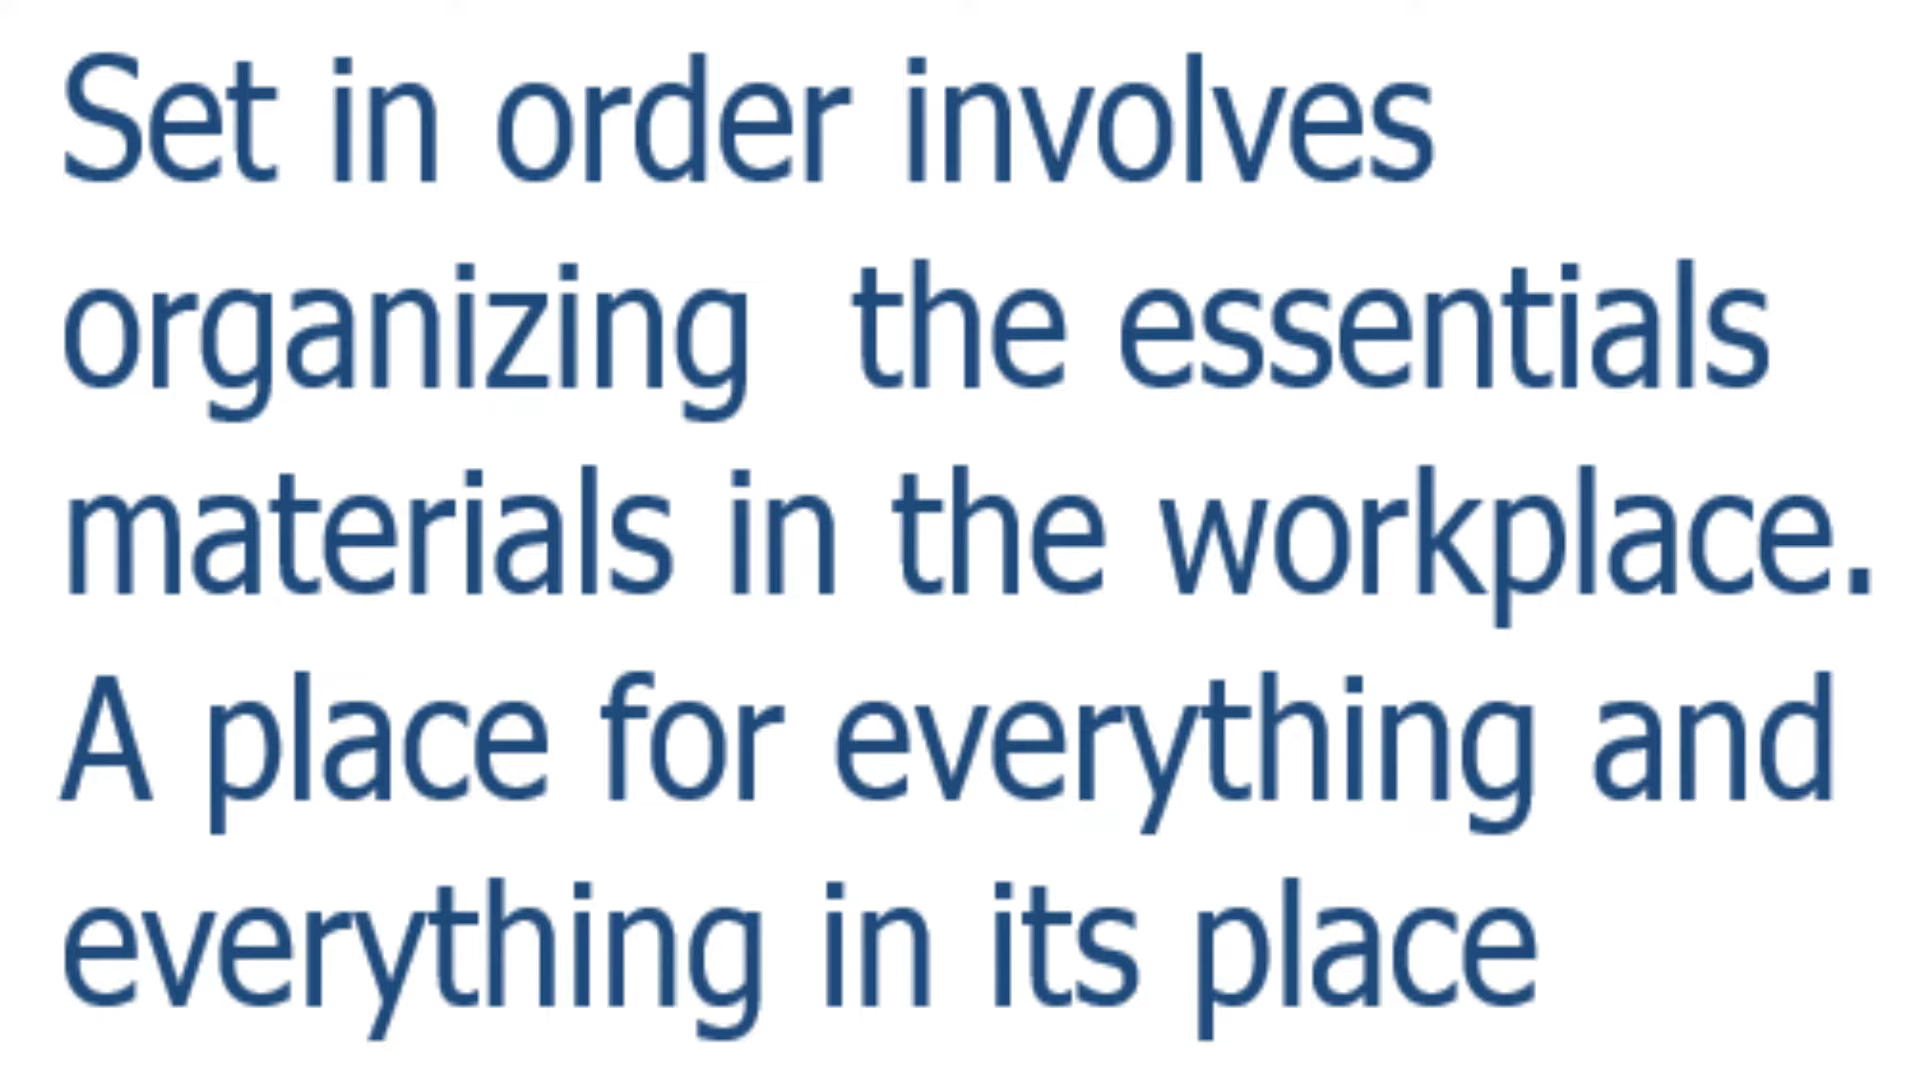 Set in order involves
organizing  the essentials
materials in the workplace.
A place for everything and
everything in its place